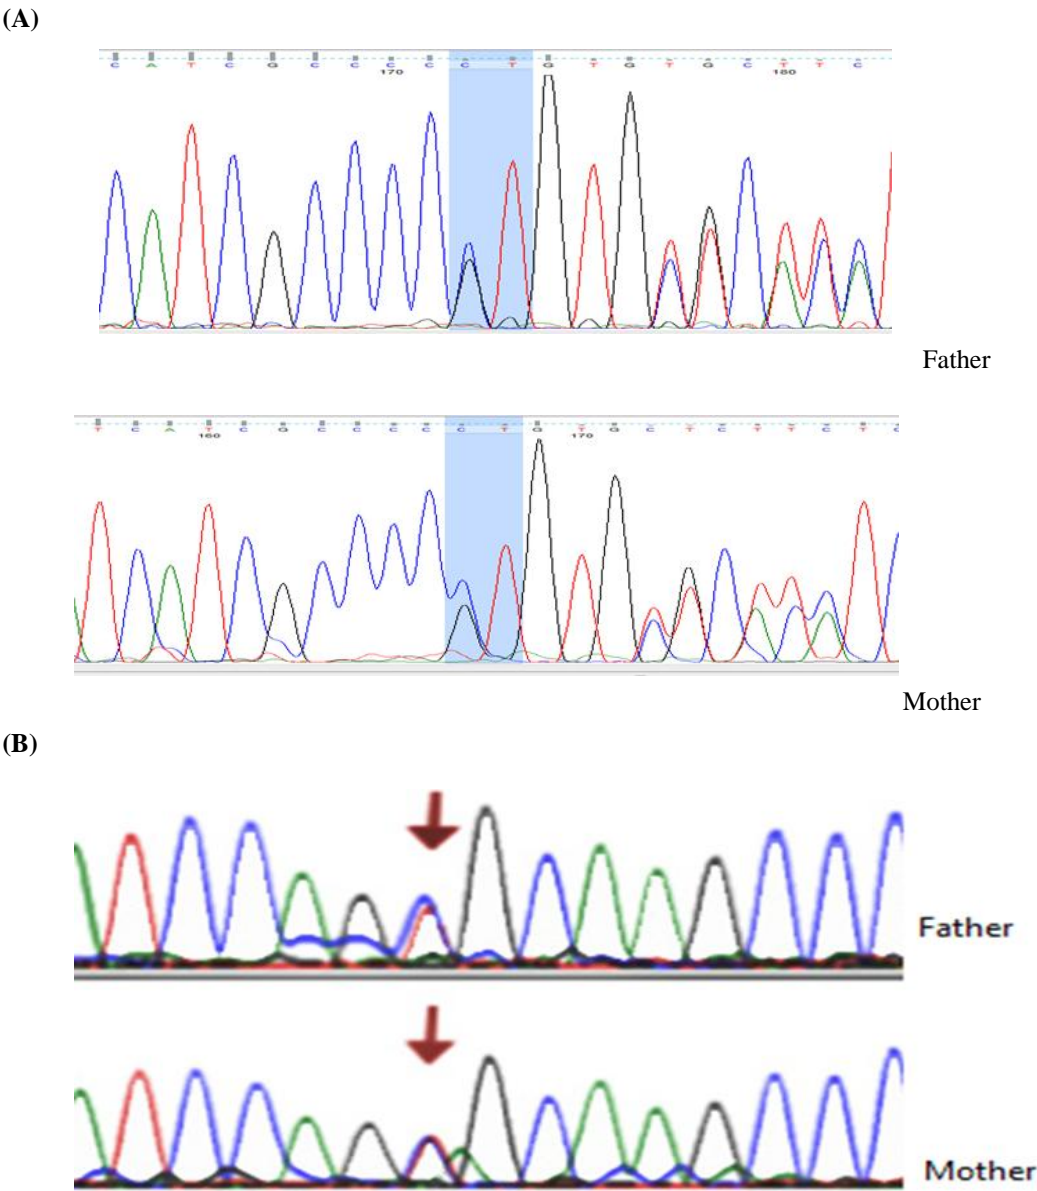 (A)
C A T C G C C C C C T G T G T G C T T C
170 180
Father
T C A T C G C C C C C T G T G C T C T T C T C
160 170
Mother
(B)
Father
Mother